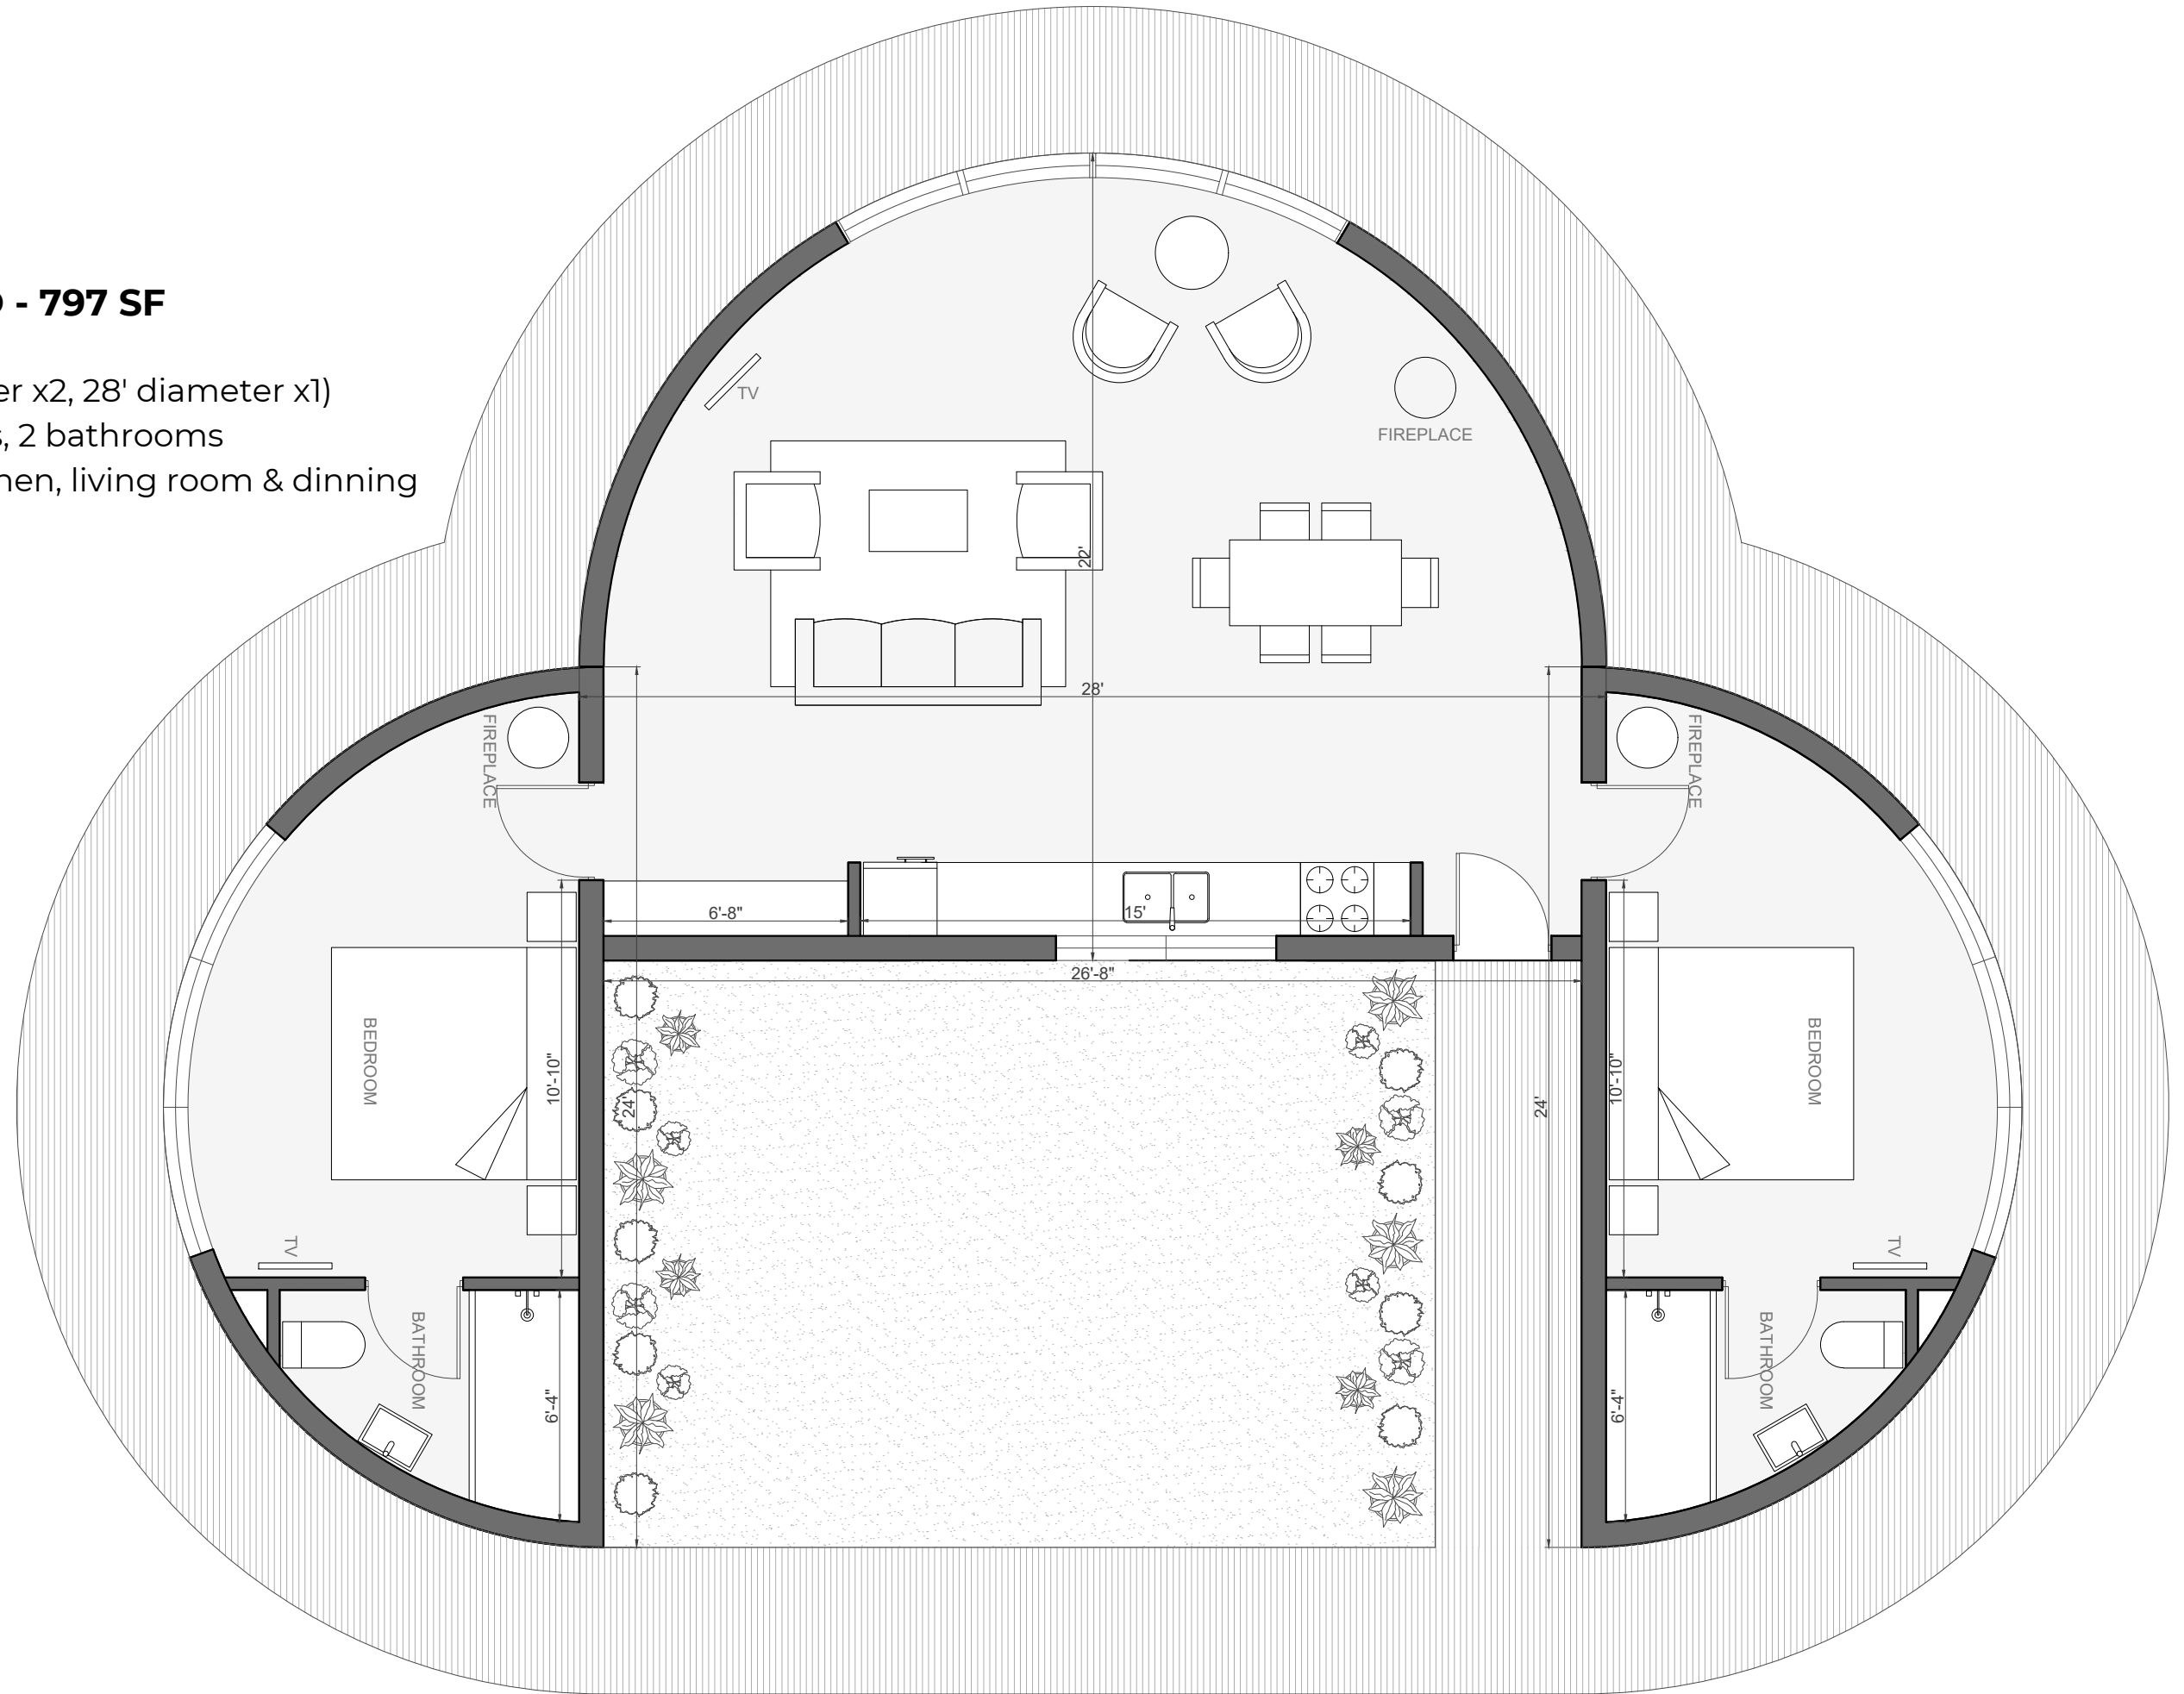 - 797 SF
x2, 28' diameter x1)
, 2 bathrooms
living room & dinning
TV
FIREPLACE
22'
28'
FIREPLACE
FIREPLACE
6'-8"
15'
26'-8"
BEDROOM
10'-10"
24'
24'
10'-10"
BEDROOM
TV
TV
BATHROOM
6'-4"
6'-4"
BATHROOM